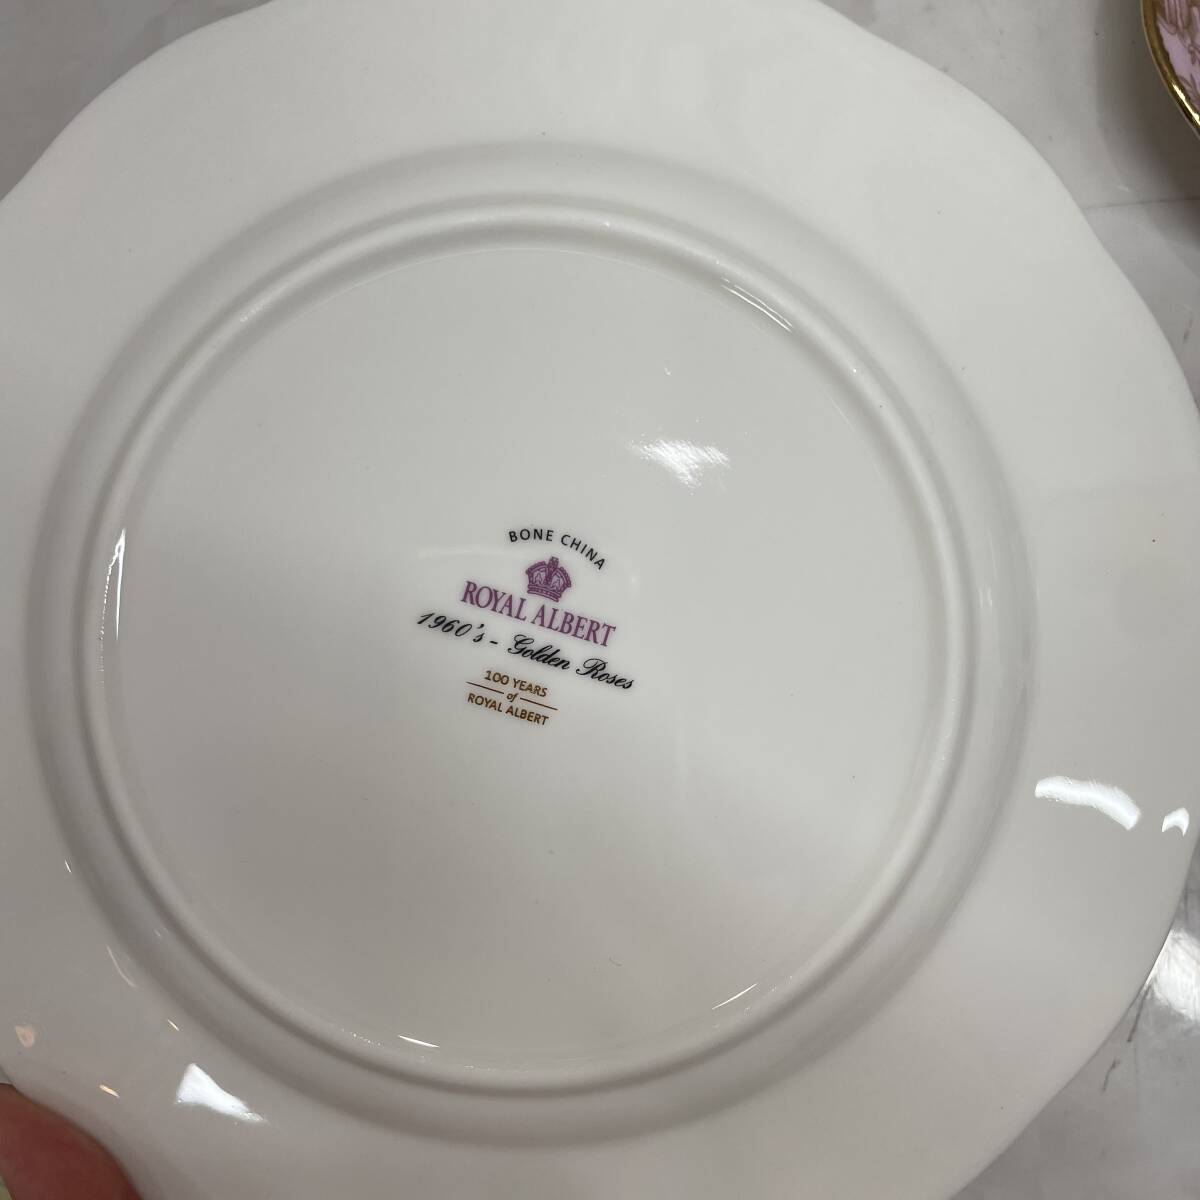 BONE CHINA
ROYAL ALBERT
1960's - Golden Roses
100 YEARS
of
ROYAL ALBERT